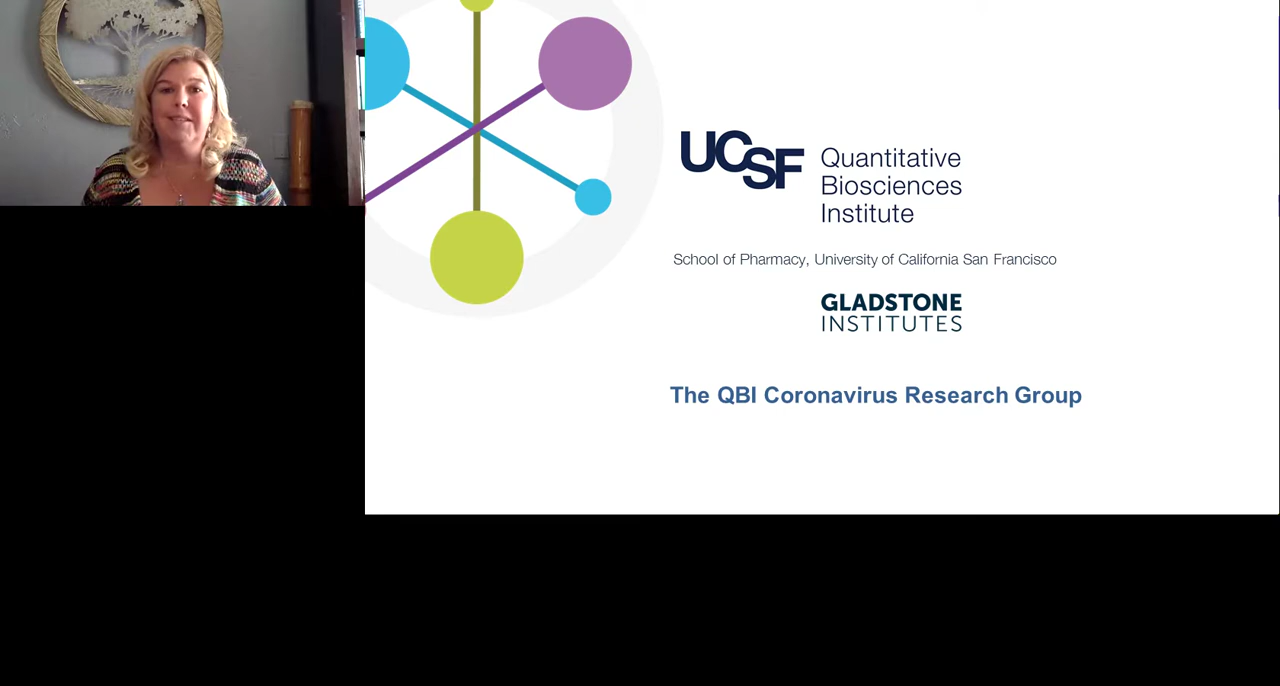 UCSF
Quantitative
Biosciences
Institute
School of Pharmacy, University of California San Francisco
GLADSTONE
INSTITUTES
The QBI Coronavirus Research Group